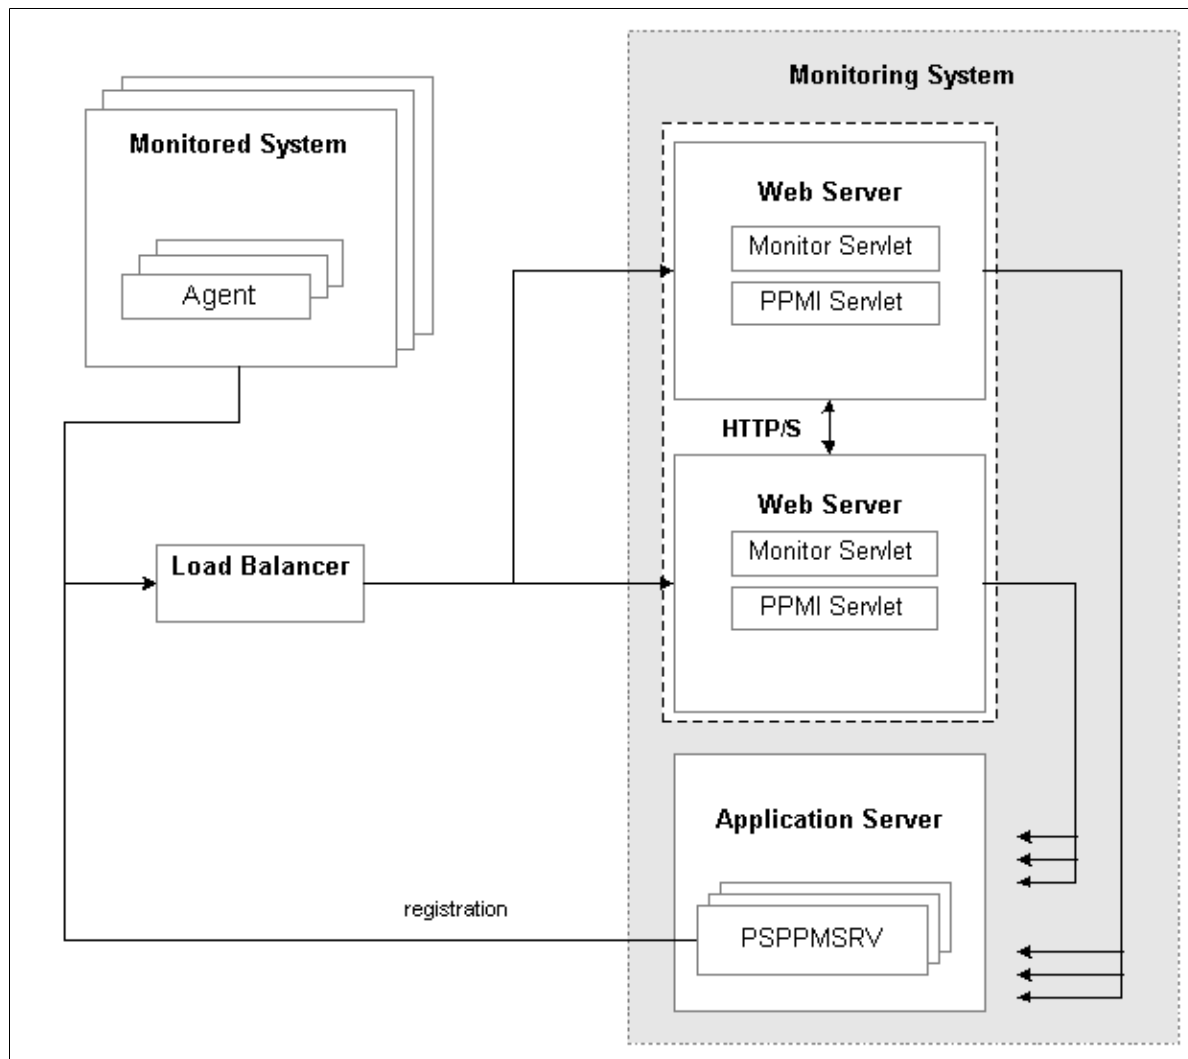 Monitoring System
Monitored System
Agent
Web Server
Monitor Servlet
PPMI Servlet
HTTP/S
Web Server
Monitor Servlet
PPMI Servlet
Load Balancer
Application Server
registration
PSPPMSRV